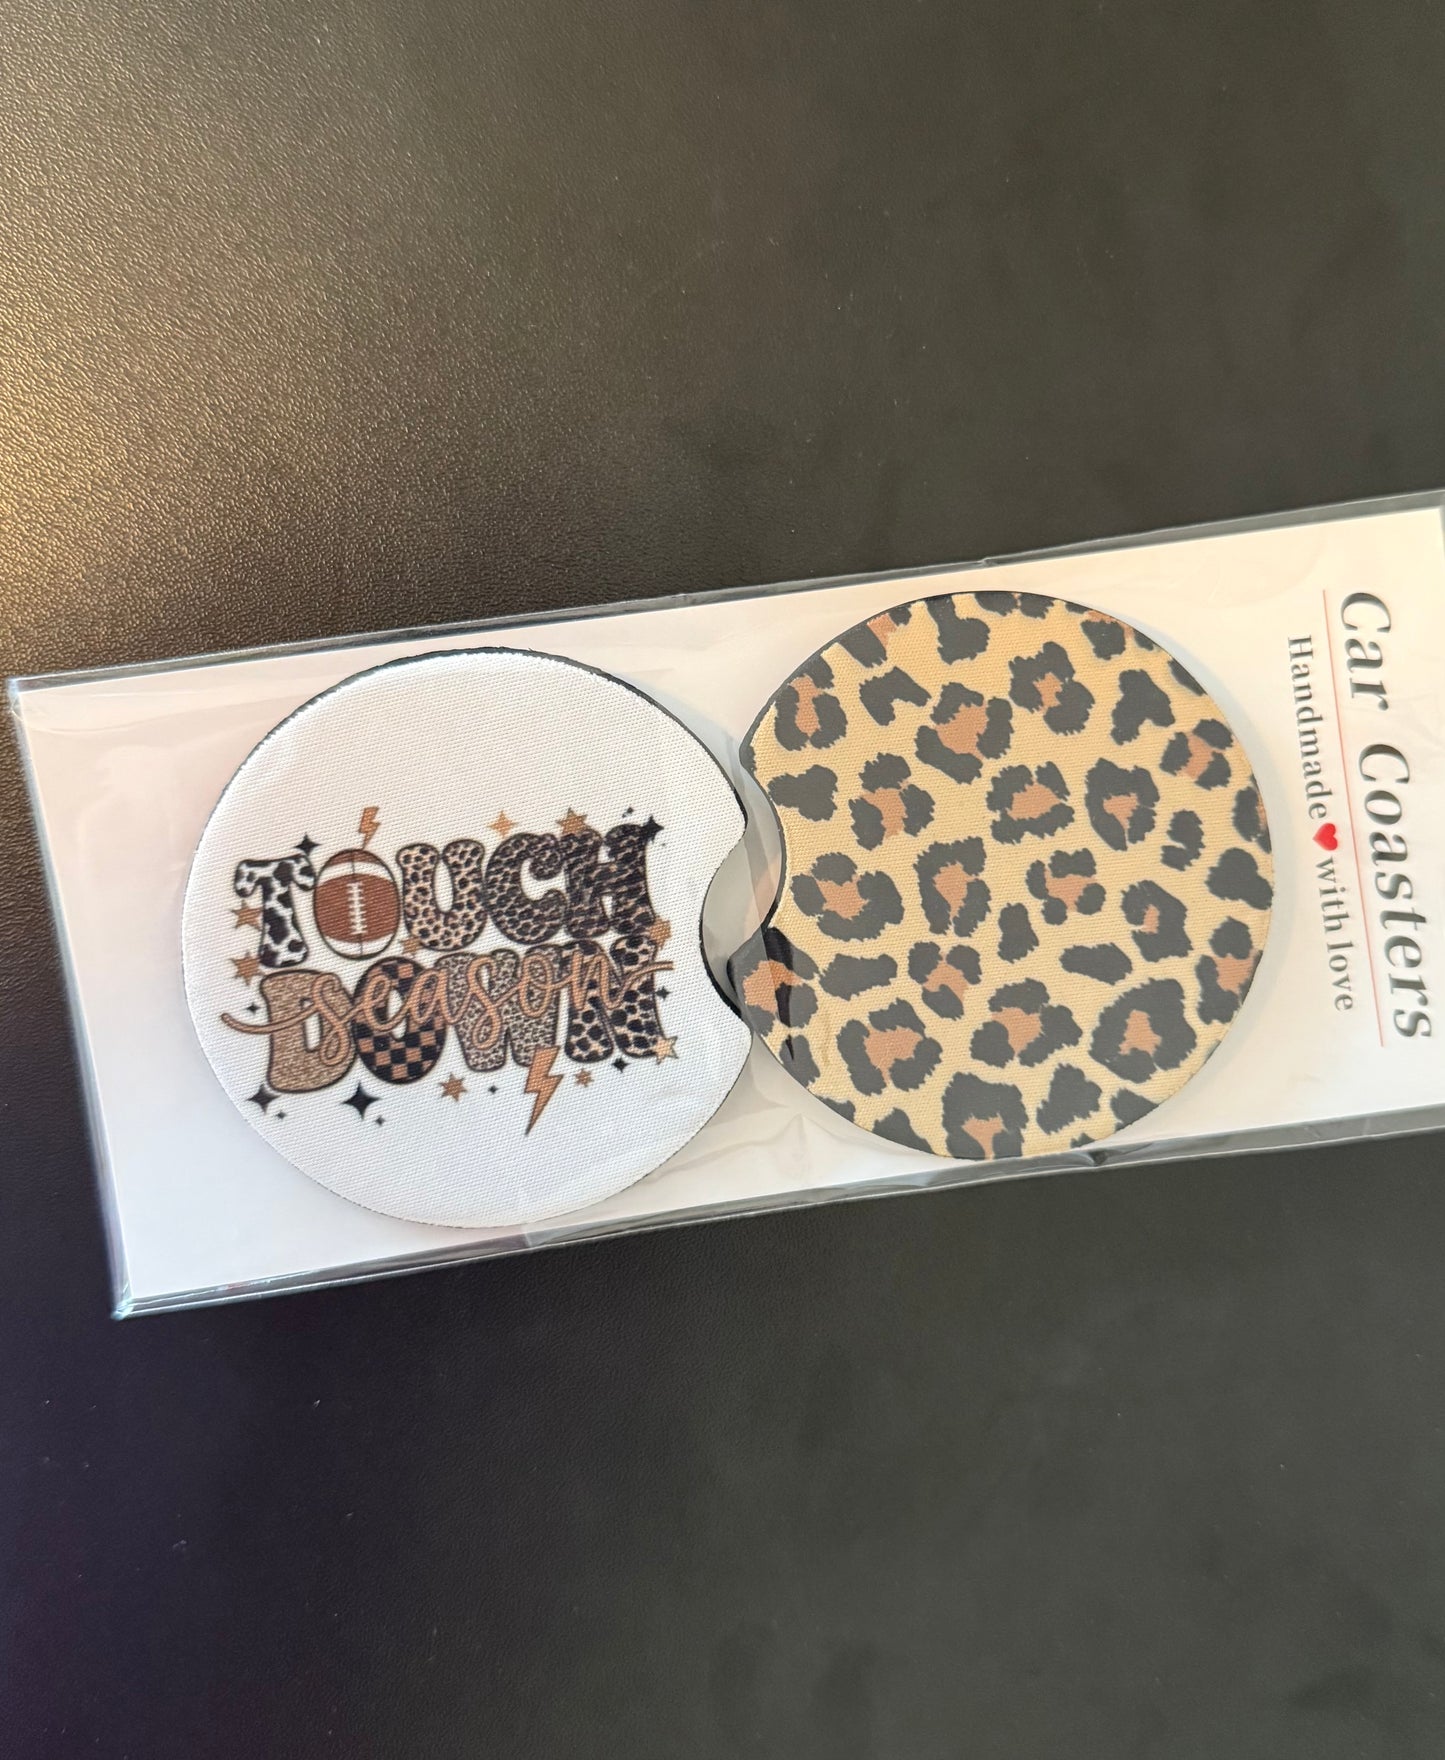 Car Coasters
Handmade❤with love
TOUCH
DOWN
season